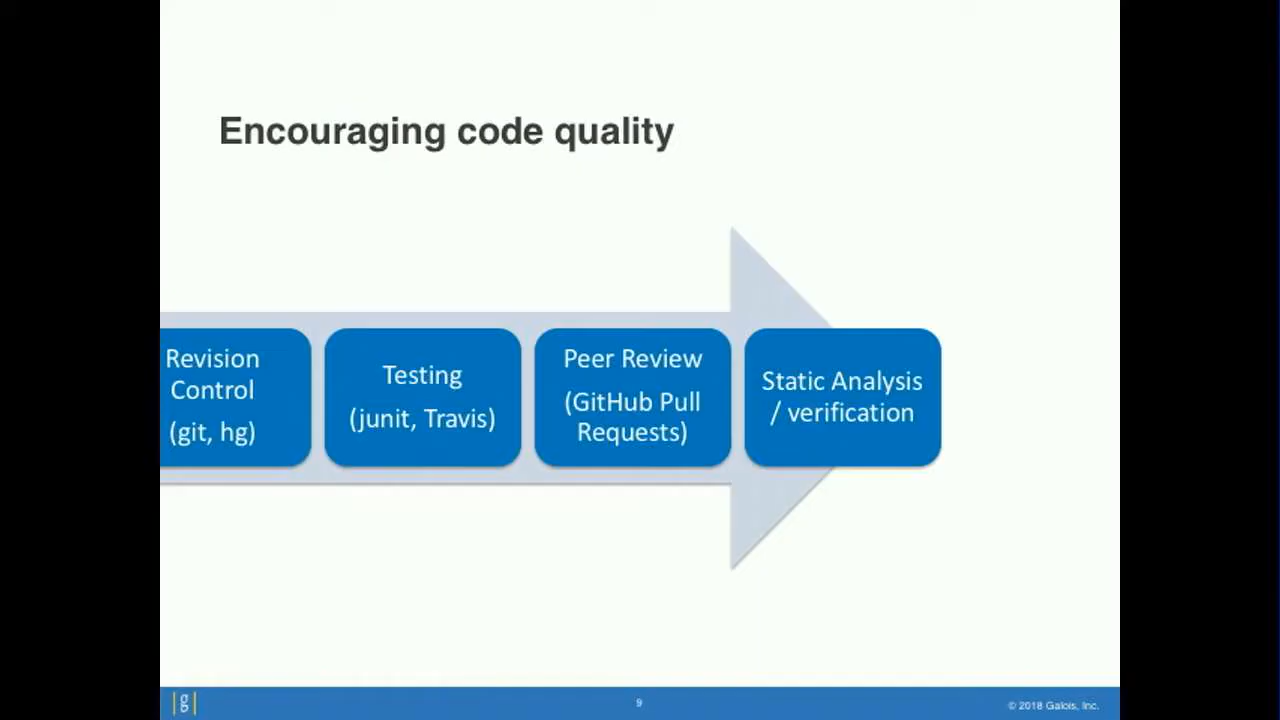 Encouraging code quality
Revision
Control
(git, hg)
Testing
(junit, Travis)
Peer Review
(GitHub Pull
Requests)
Static Analysis
/ verification
|g|
9
© 2018 Galois, Inc.